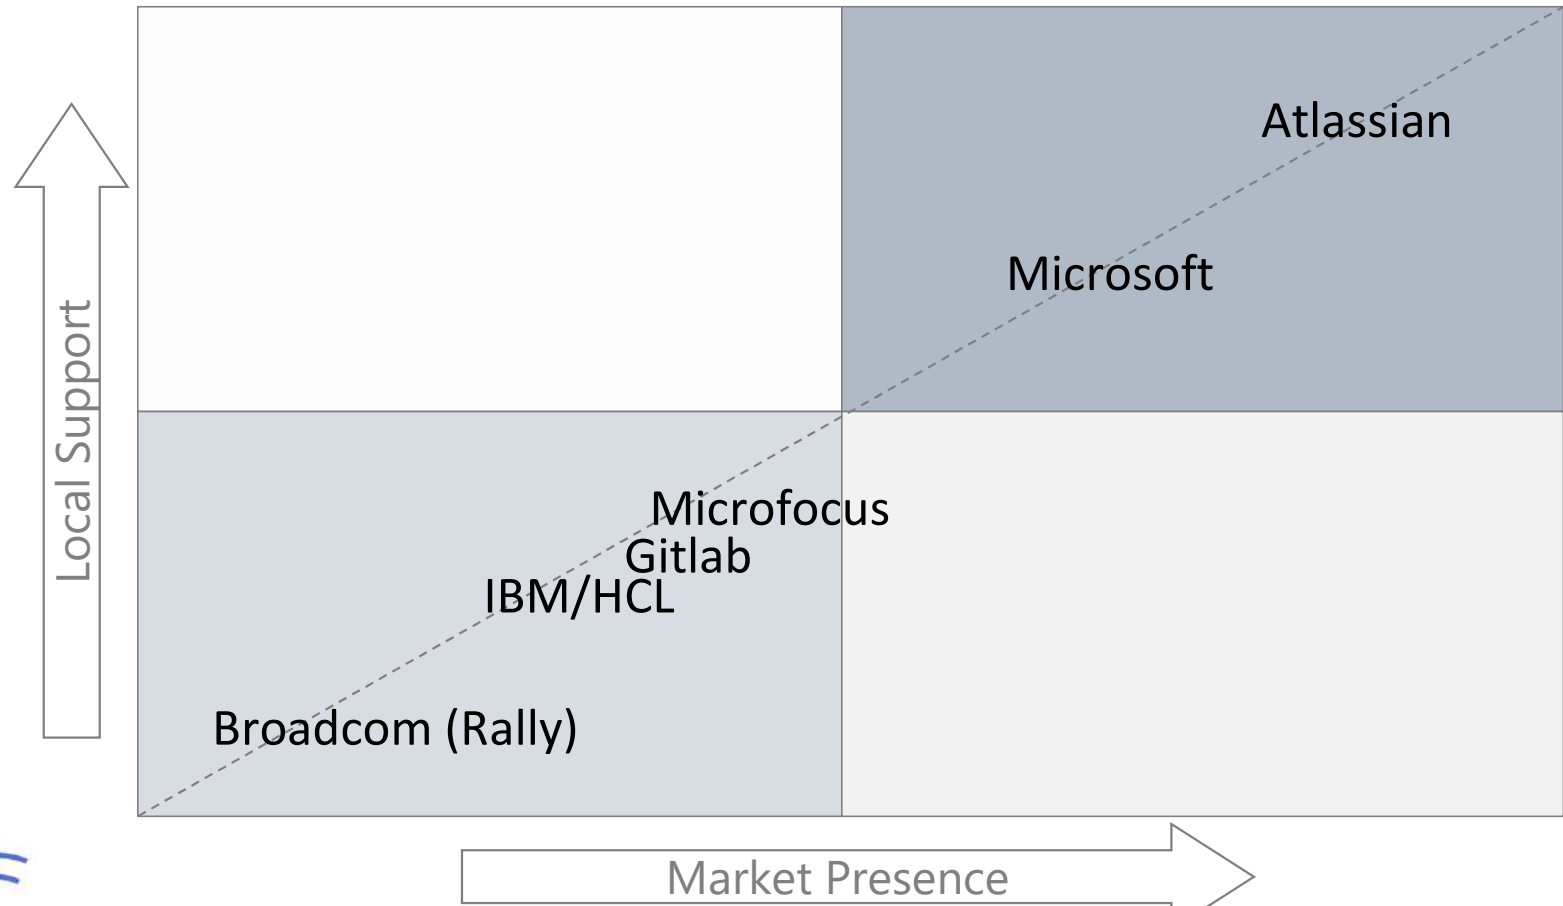 Atlassian
Microsoft
Local Support
Microfocus
Gitlab
IBM/HCL
Broadcom (Rally)
Market Presence